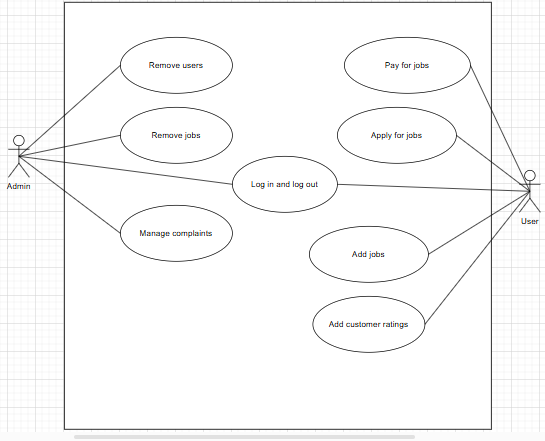 Remove users
Pay for jobs
Remove jobs
Apply for jobs
Admin
Log in and log out
User
Manage complaints
Add jobs
Add customer ratings